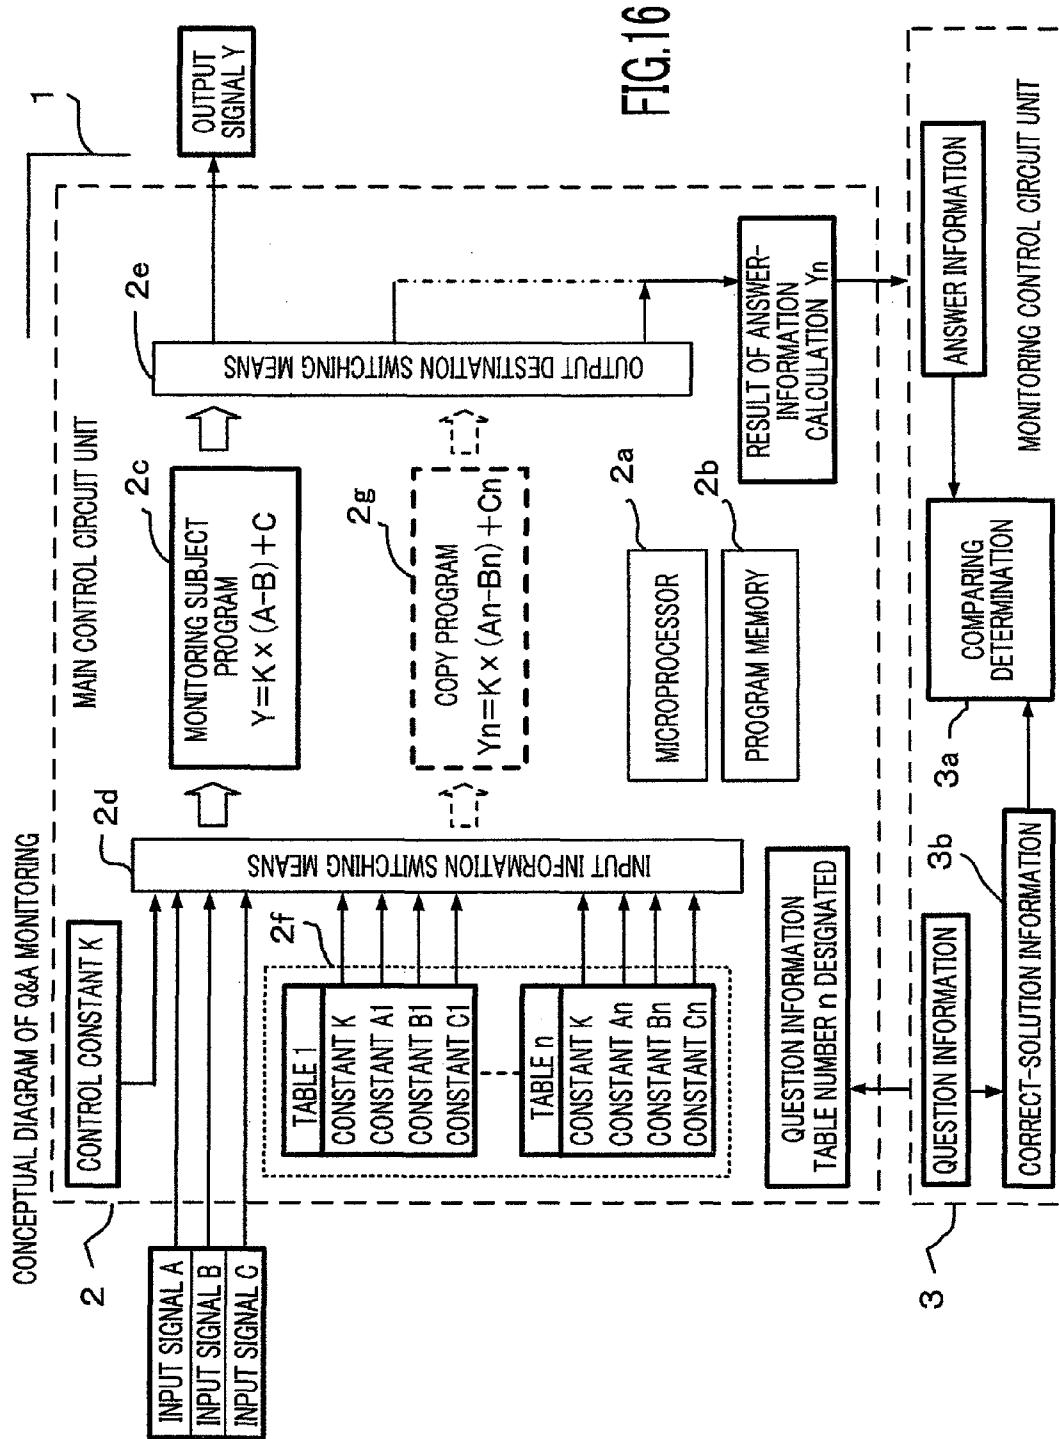 CONCEPTUAL DIAGRAM OF Q&A MONITORING
1
2
MAIN CONTROL CIRCUIT UNIT
INPUT SIGNAL A
INPUT SIGNAL B
INPUT SIGNAL C
CONTROL CONSTANT K
2d
INPUT INFORMATION SWITCHING MEANS
2c
MONITORING SUBJECT
PROGRAM
Y=K×(A-B)+C
2e
OUTPUT DESTINATION SWITCHING MEANS
OUTPUT
SIGNAL Y
2f
TABLE 1
CONSTANT K
CONSTANT A1
CONSTANT B1
CONSTANT C1
TABLE n
CONSTANT K
CONSTANT An
CONSTANT Bn
CONSTANT Cn
2g
COPY PROGRAM
Yn=K×(An-Bn)+Cn
2a
MICROPROCESSOR
2b
PROGRAM MEMORY
QUESTION INFORMATION
TABLE NUMBER n DESIGNATED
RESULT OF ANSWER-
INFORMATION
CALCULATION Yn
3
QUESTION INFORMATION
3b
CORRECT-SOLUTION INFORMATION
3a
COMPARING
DETERMINATION
ANSWER INFORMATION
MONITORING CONTROL CIRCUIT UNIT
FIG.16